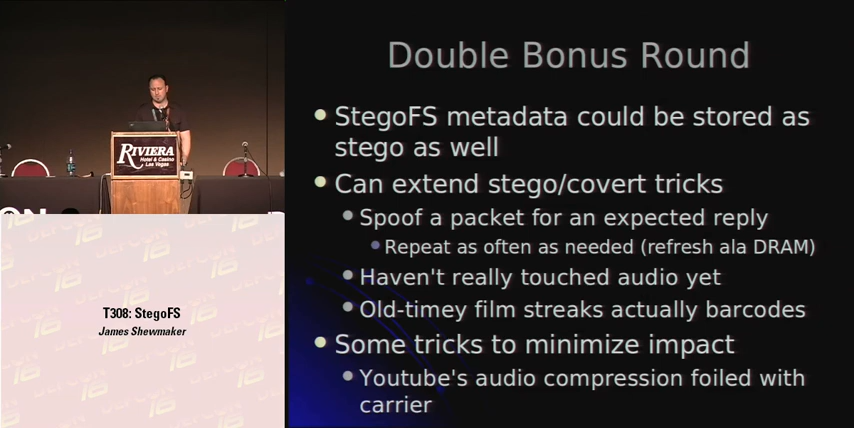 RIVIERA
Hotel & Casino
Las Vegas
T308: StegoFS
James Shewmaker
Double Bonus Round
StegoFS metadata could be stored as
stego as well
Can extend stego/covert tricks
Spoof a packet for an expected reply
Repeat as often as needed (refresh ala DRAM)
Haven't really touched audio yet
Old-timey film streaks actually barcodes
Some tricks to minimize impact
Youtube's audio compression foiled with
carrier